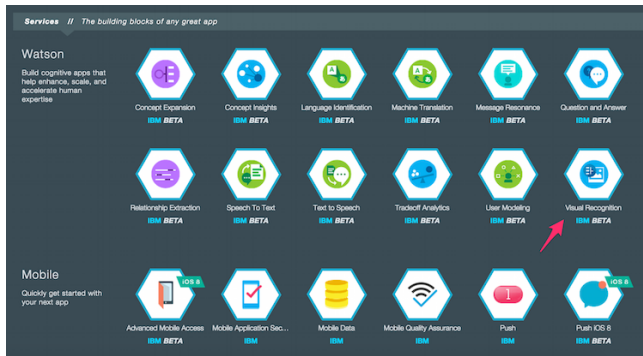 Services // The building blocks of any great app
Watson
Build cognitive apps that
help enhance, scale, and
accelerate human
expertise
Concept Expansion
IBM BETA
Concept Insights
IBM BETA
Language Identification
IBM BETA
Machine Translation
IBM BETA
Message Resonance
IBM BETA
Question and Answer
IBM BETA
Relationship Extraction
IBM BETA
Speech To Text
IBM BETA
Text to Speech
IBM BETA
Tradeoff Analytics
IBM BETA
User Modeling
IBM BETA
Visual Recognition
IBM BETA
Mobile
Quickly get started with
your next app
iOS 8
Advanced Mobile Access
IBM BETA
Mobile Application Sec...
IBM
Mobile Data
IBM
Mobile Quality Assurance
IBM
1
Push
IBM
iOS 8
Push iOS 8
IBM BETA